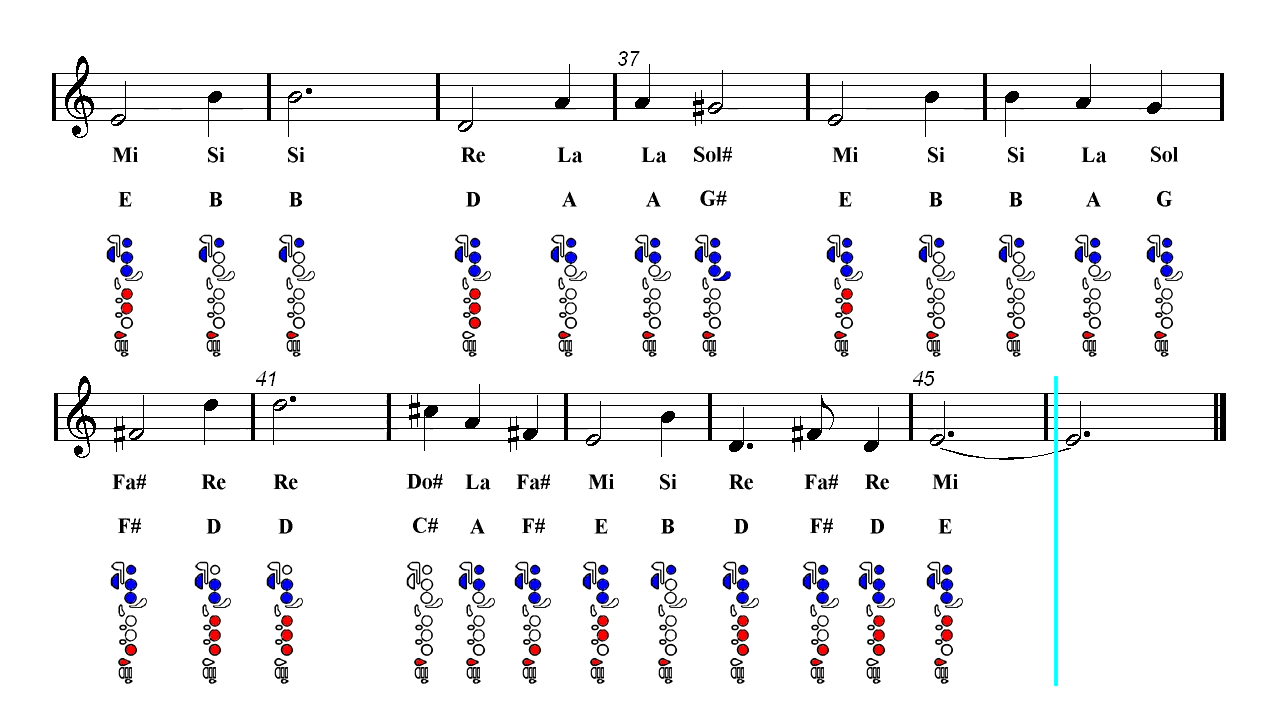 37
Mi Si Si Re La La Sol# Mi Si Si La Sol
E B B D A A G# E B B A G
41 45
Fa# Re Re Do# La Fa# Mi Si Re Fa# Re Mi
F# D D C# A F# E B D F# D E